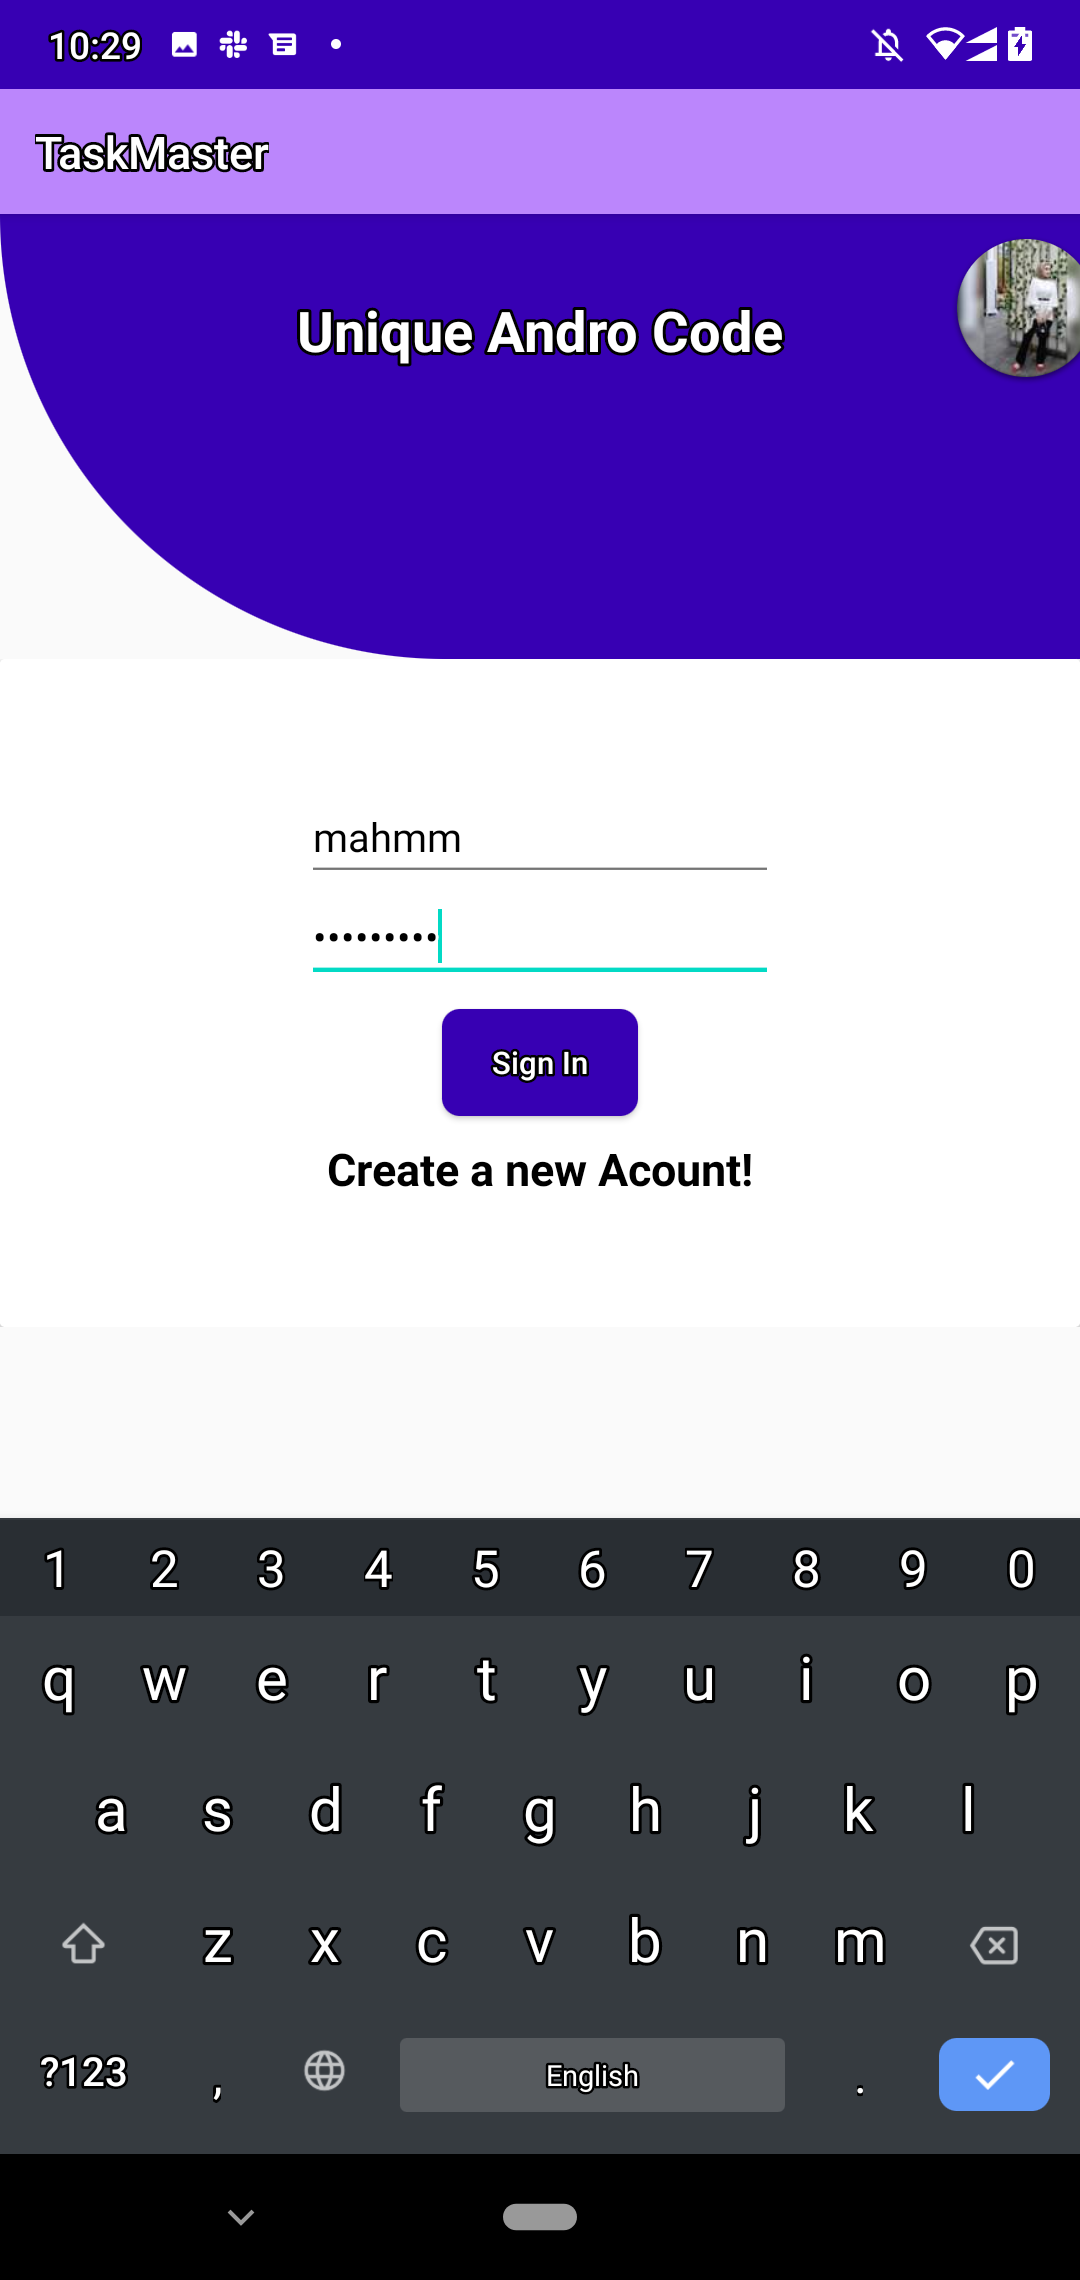 10:29
TaskMaster
Unique Andro Code
mahmm
•••••••••
Sign In
Create a new Acount!
1 2 3 4 5 6 7 8 9 0
q w e r t y u i o p
a s d f g h j k l
z x c v b n m
?123 , English .